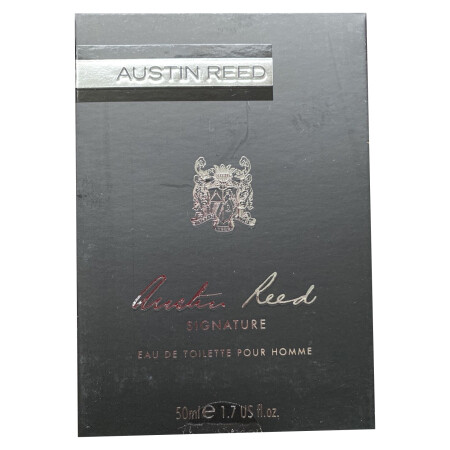 AUSTIN REED
Austin Reed
SIGNATURE
EAU DE TOILETTE POUR HOMME
50ml ℮ 1.7 US fl.oz.